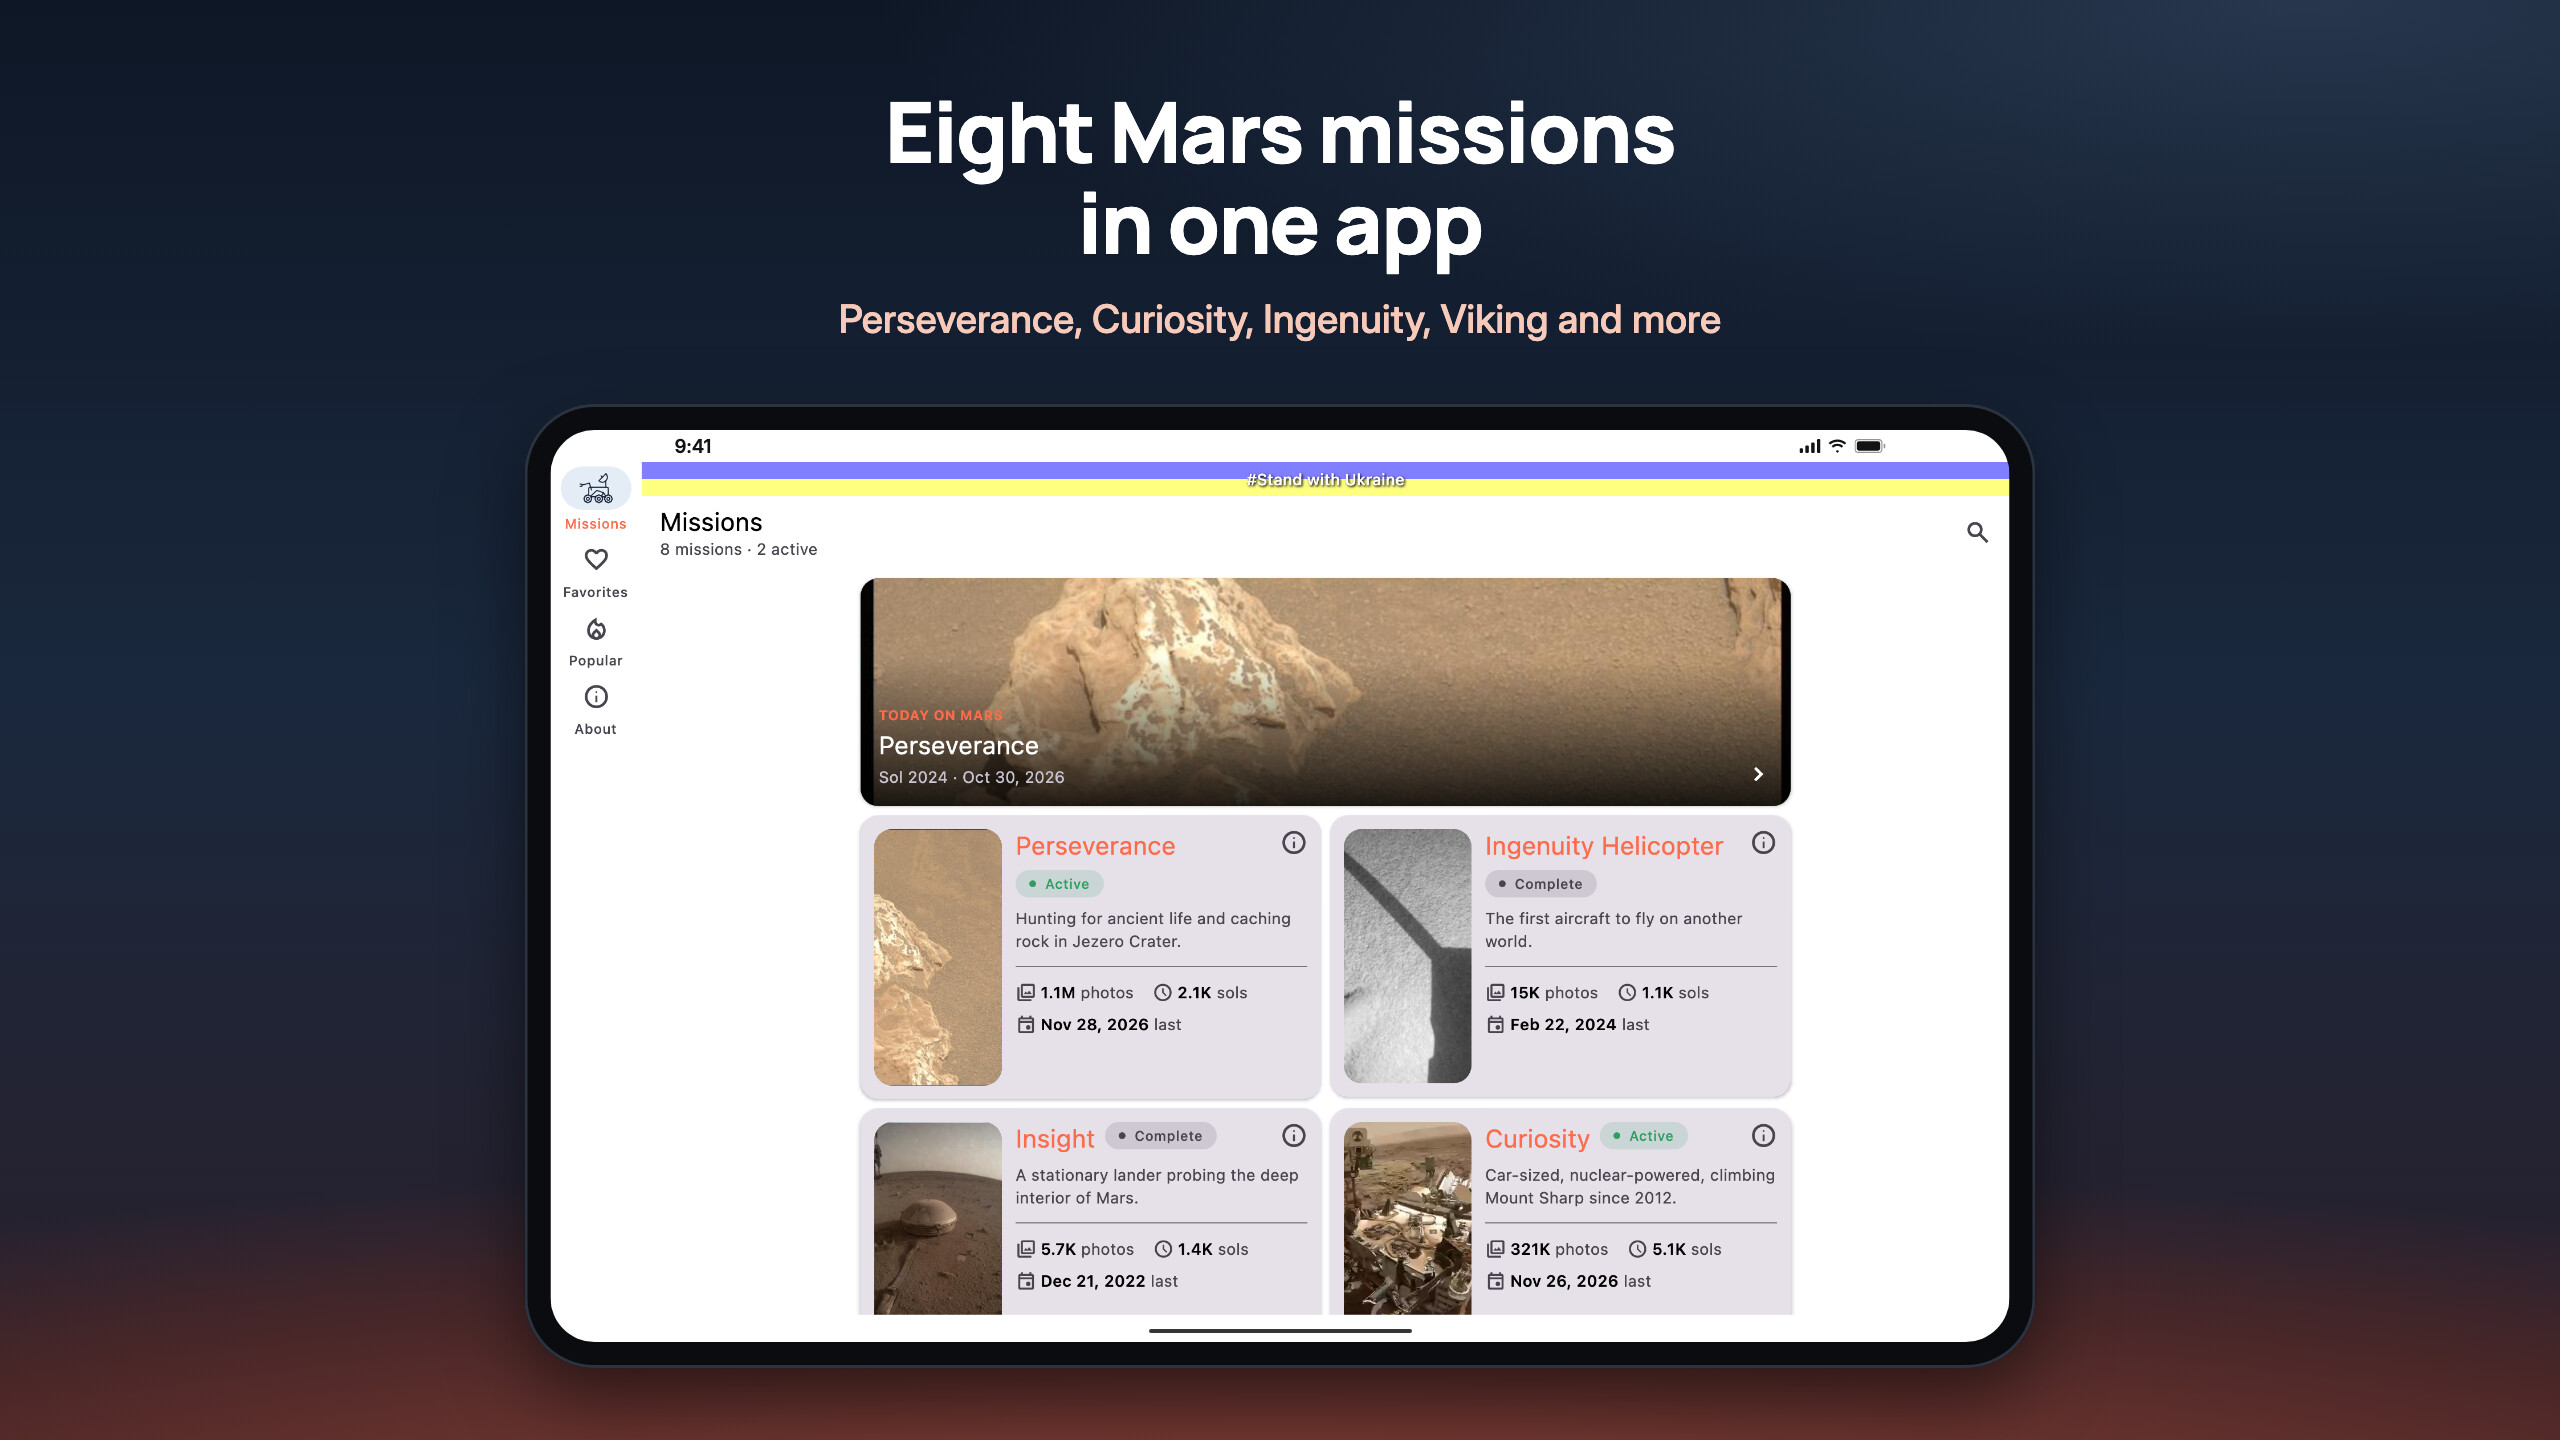 Eight Mars missions
in one app
Perseverance, Curiosity, Ingenuity, Viking and more
9:41
#Stand with Ukraine
Missions
Favorites
Popular
About
Missions
8 missions · 2 active
TODAY ON MARS
Perseverance
Sol 2024 · Oct 30, 2026
Perseverance
• Active
Hunting for ancient life and caching
rock in Jezero Crater.
1.1M photos 2.1K sols
Nov 28, 2026 last
Ingenuity Helicopter
• Complete
The first aircraft to fly on another
world.
15K photos 1.1K sols
Feb 22, 2024 last
Insight • Complete
A stationary lander probing the deep
interior of Mars.
5.7K photos 1.4K sols
Dec 21, 2022 last
Curiosity • Active
Car-sized, nuclear-powered, climbing
Mount Sharp since 2012.
321K photos 5.1K sols
Nov 26, 2026 last